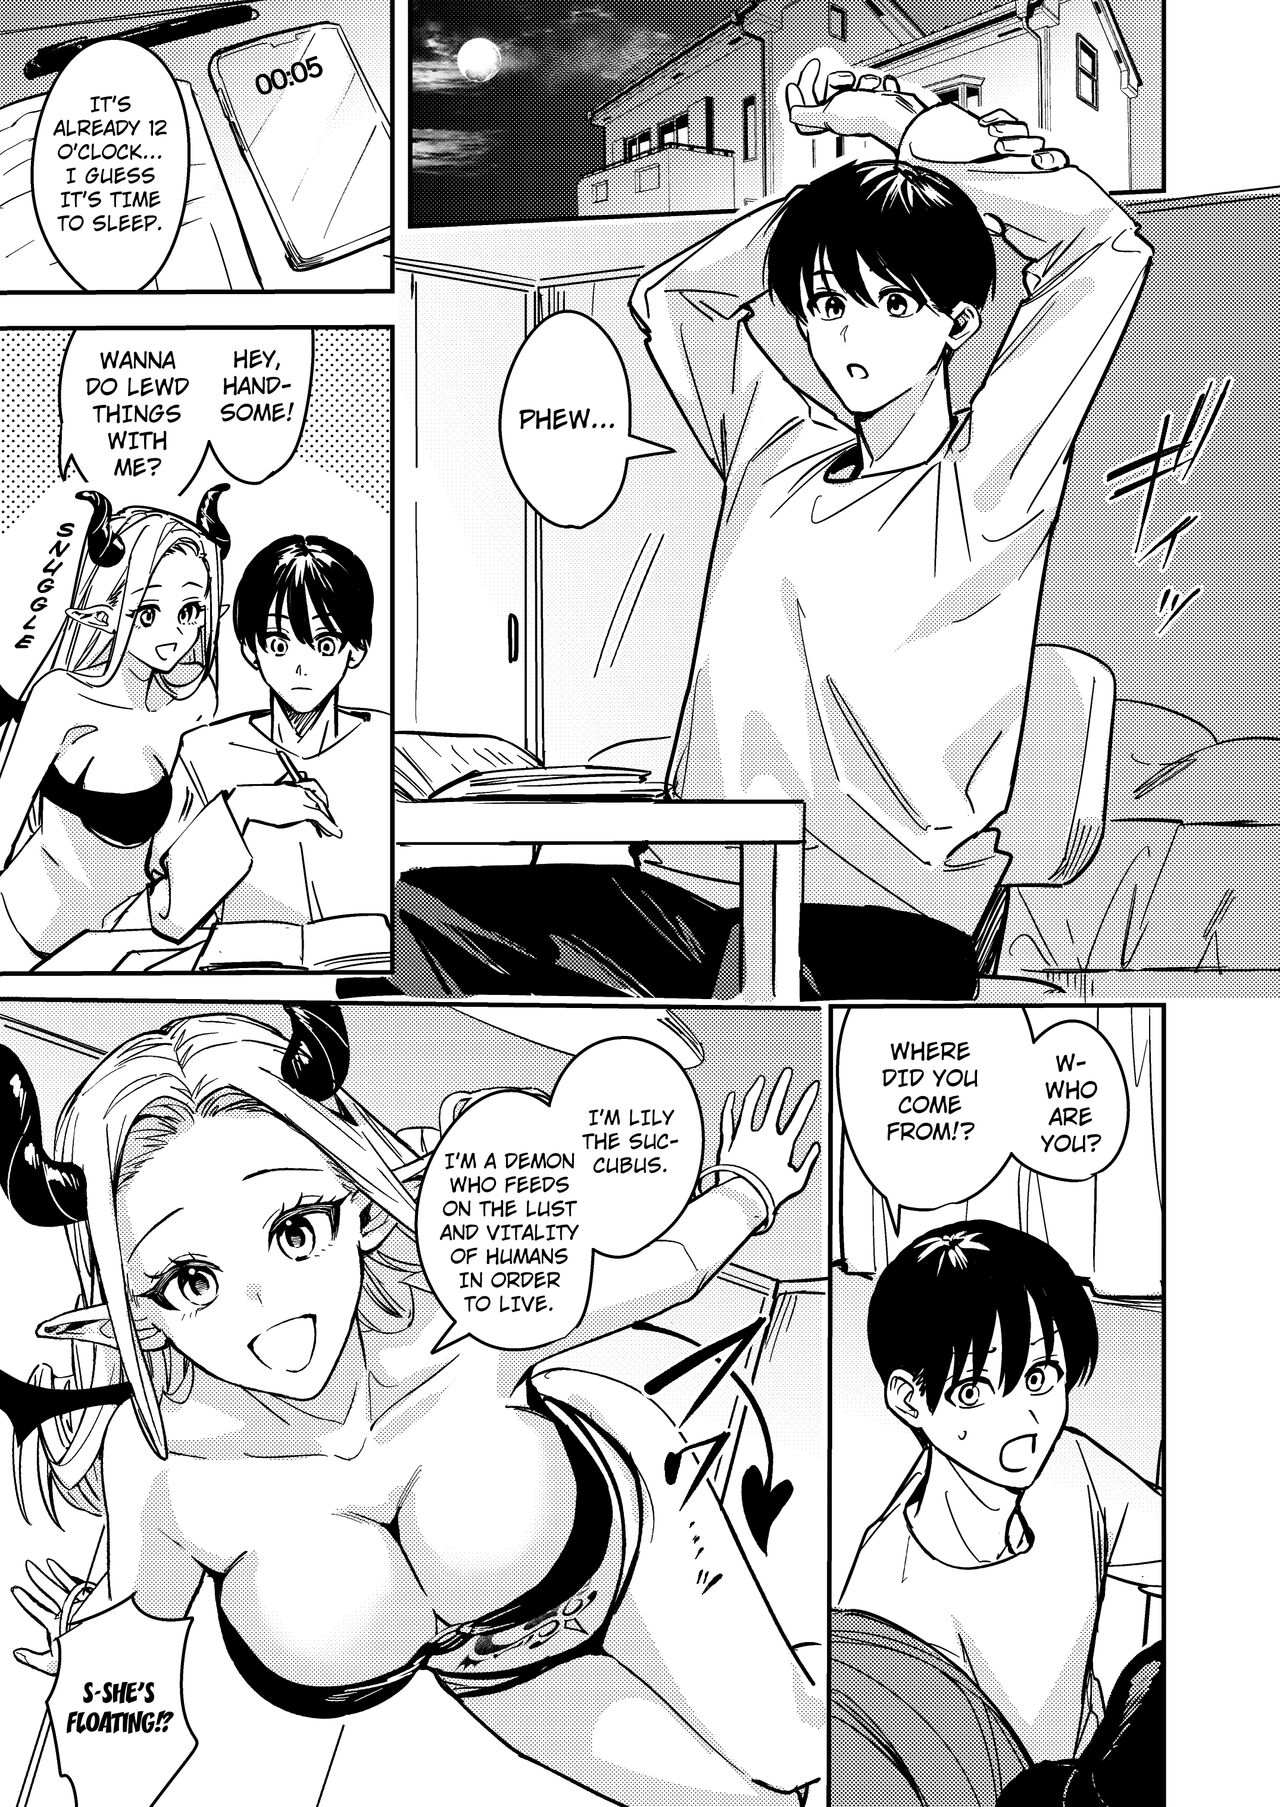 PHEW...
00:05
IT'S
ALREADY 12
O'CLOCK...
I GUESS
IT'S TIME
TO SLEEP.
HEY,
HAND-
SOME!
WANNA
DO LEWD
THINGS
WITH
ME?
SNUGGLE
W-
WHO ARE
YOU?
WHERE
DID YOU
COME
FROM!?
I'M LILY
THE SUC-
CUBUS.
I'M A DEMON
WHO FEEDS
ON THE LUST
AND VITALITY
OF HUMANS
IN ORDER
TO LIVE.
S-SHE'S
FLOATING!?